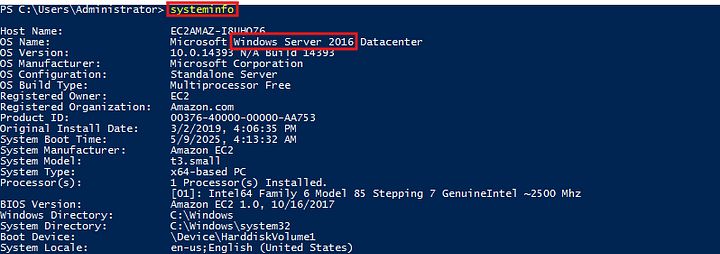 PS C:\Users\Administrator> systeminfo
Host Name: EC2AMAZ-I8UHO76
OS Name: Microsoft Windows Server 2016 Datacenter
OS Version: 10.0.14393 N/A Build 14393
OS Manufacturer: Microsoft Corporation
OS Configuration: Standalone Server
OS Build Type: Multiprocessor Free
Registered Owner: EC2
Registered Organization: Amazon.com
Product ID: 00376-40000-00000-AA753
Original Install Date: 3/2/2019, 4:06:35 PM
System Boot Time: 5/9/2025, 4:13:32 AM
System Manufacturer: Amazon EC2
System Model: t3.small
System Type: x64-based PC
Processor(s): 1 Processor(s) Installed.
[01]: Intel64 Family 6 Model 85 Stepping 7 GenuineIntel ~2500 Mhz
BIOS Version: Amazon EC2 1.0, 10/16/2017
Windows Directory: C:\Windows
System Directory: C:\Windows\system32
Boot Device: \Device\HarddiskVolume1
System Locale: en-us;English (United States)